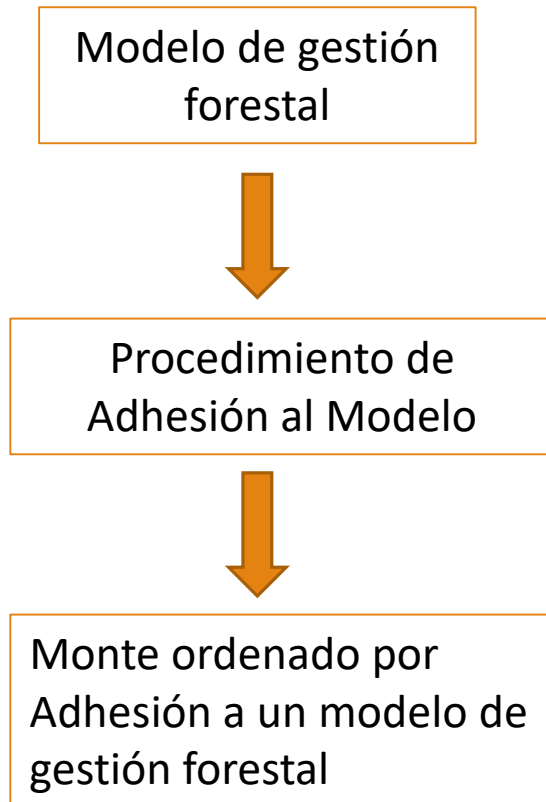 Modelo de gestión
forestal
Procedimiento de
Adhesión al Modelo
Monte ordenado por
Adhesión a un modelo de
gestión forestal